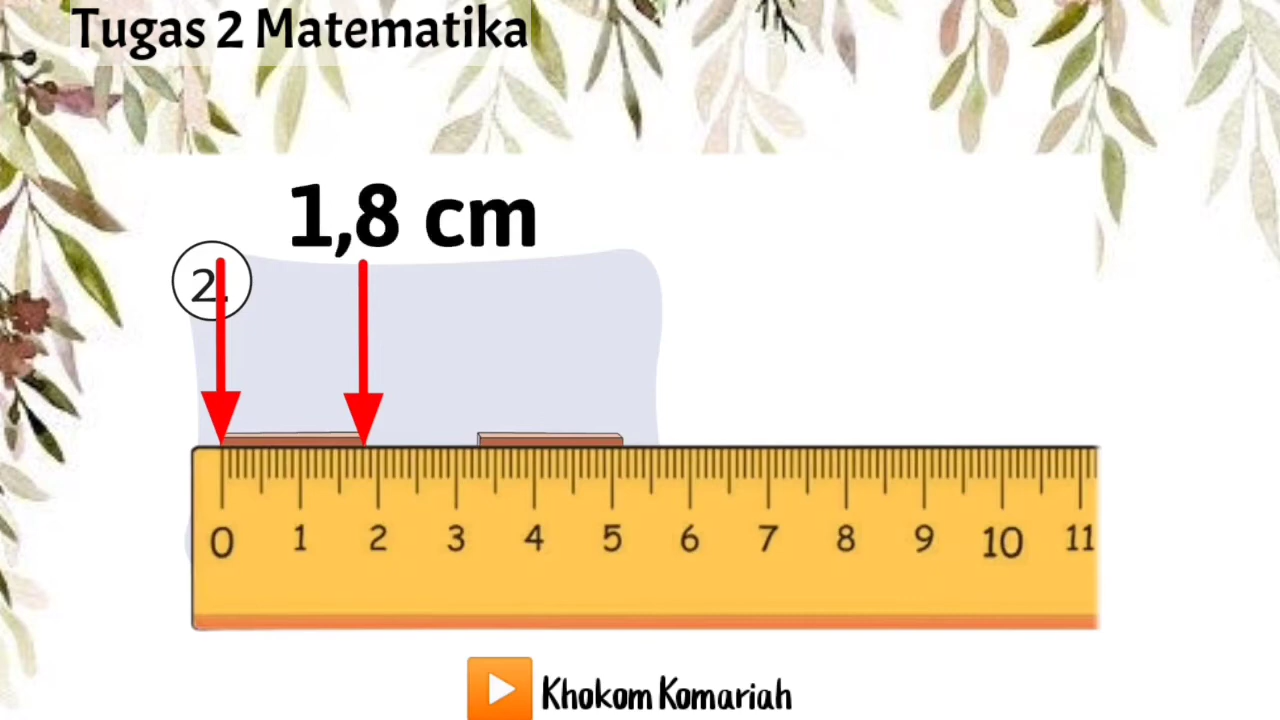 Tugas 2 Matematika
1,8 cm
2.
0 1 2 3 4 5 6 7 8 9 10 11
Khokom Komariah